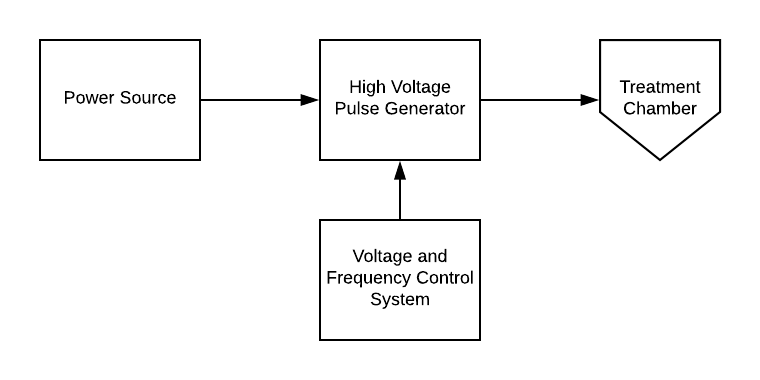 Power Source
High Voltage
Pulse Generator
Treatment
Chamber
Voltage and
Frequency Control
System